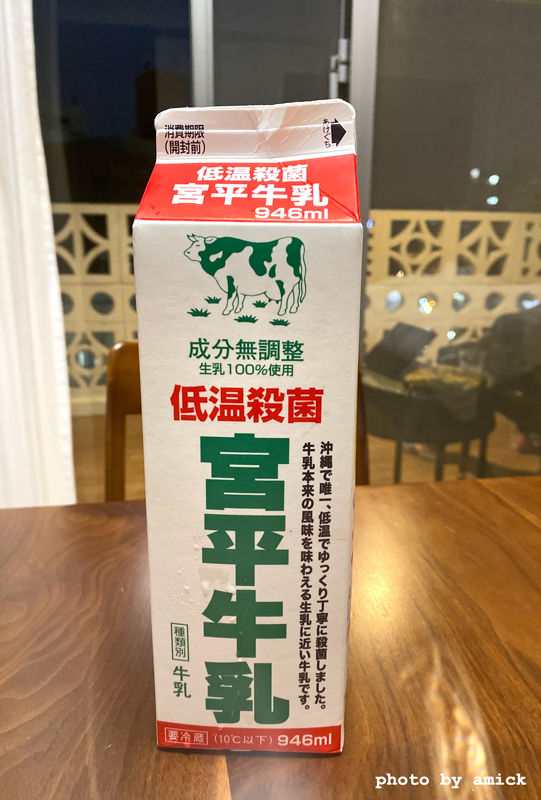 消費期限
(開封前)
あけくち
低温殺菌
宮平牛乳
946ml
成分無調整
生乳100%使用
低温殺菌
宮平牛乳
沖縄で唯一、低温でゆっくり丁寧に殺菌しました。
牛乳本来の風味を味わえる生乳に近い牛乳です。
種類別 牛乳
要冷蔵 (10℃以下) 946ml
photo by amick